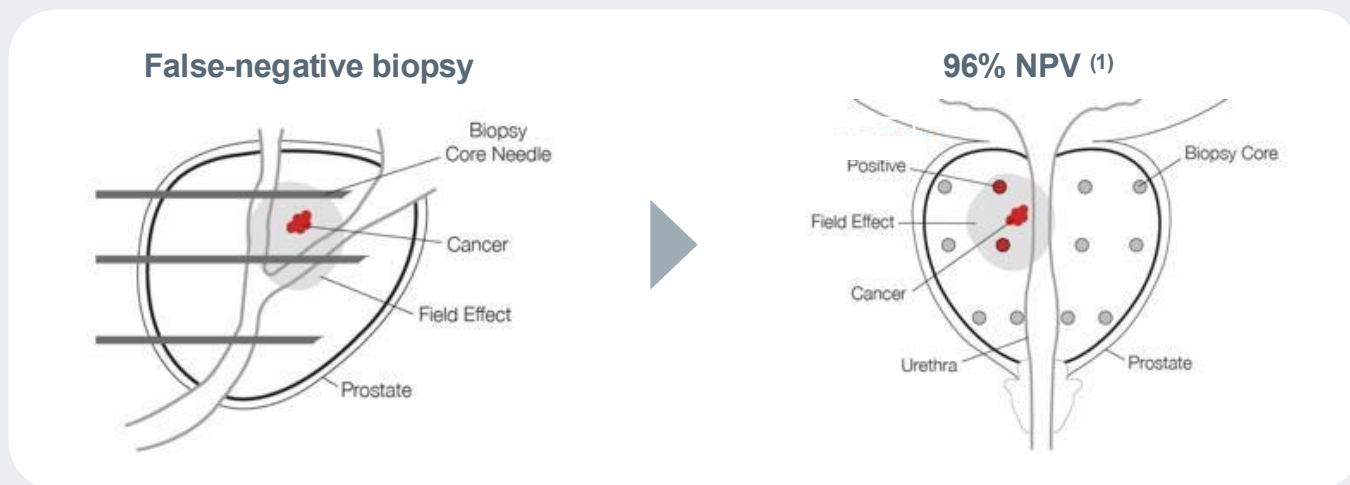 False-negative biopsy
Biopsy
Core Needle
Cancer
Field Effect
Prostate
96% NPV (1)
Positive
Biopsy Core
Field Effect
Cancer
Urethra
Prostate